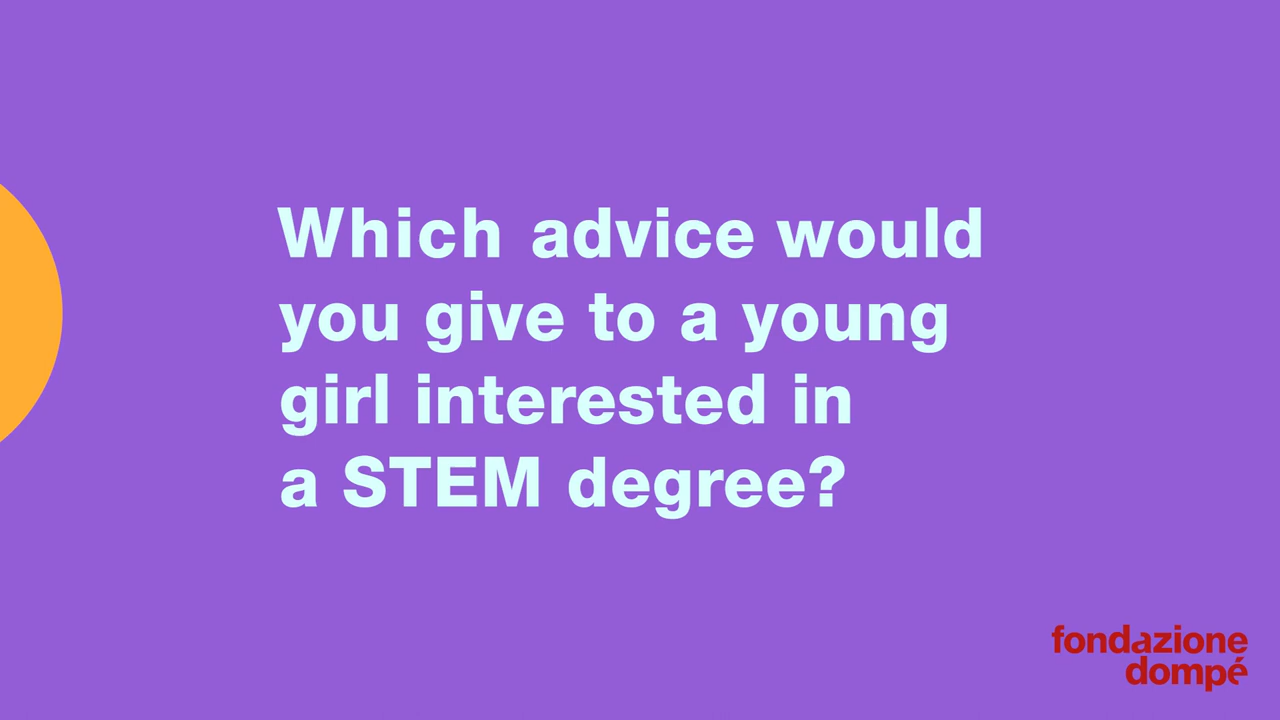 Which advice would
you give to a young
girl interested in
a STEM degree?
fondazione
dompé